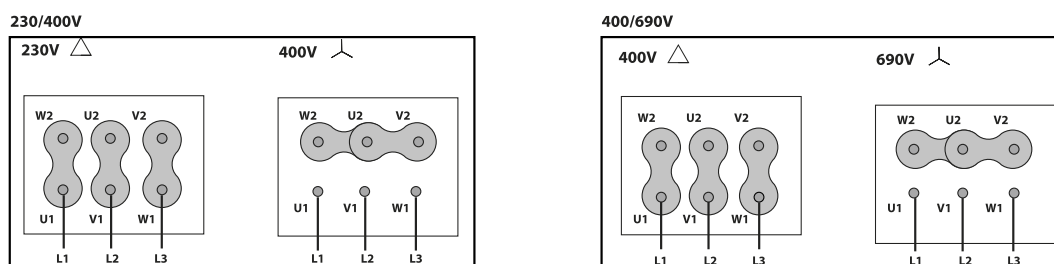 230/400V
230V
400V
W2 U2 V2
U1 V1 W1
L1 L2 L3
W2 U2 V2
U1 V1 W1
L1 L2 L3
400/690V
400V
690V
W2 U2 V2
U1 V1 W1
L1 L2 L3
W2 U2 V2
U1 V1 W1
L1 L2 L3